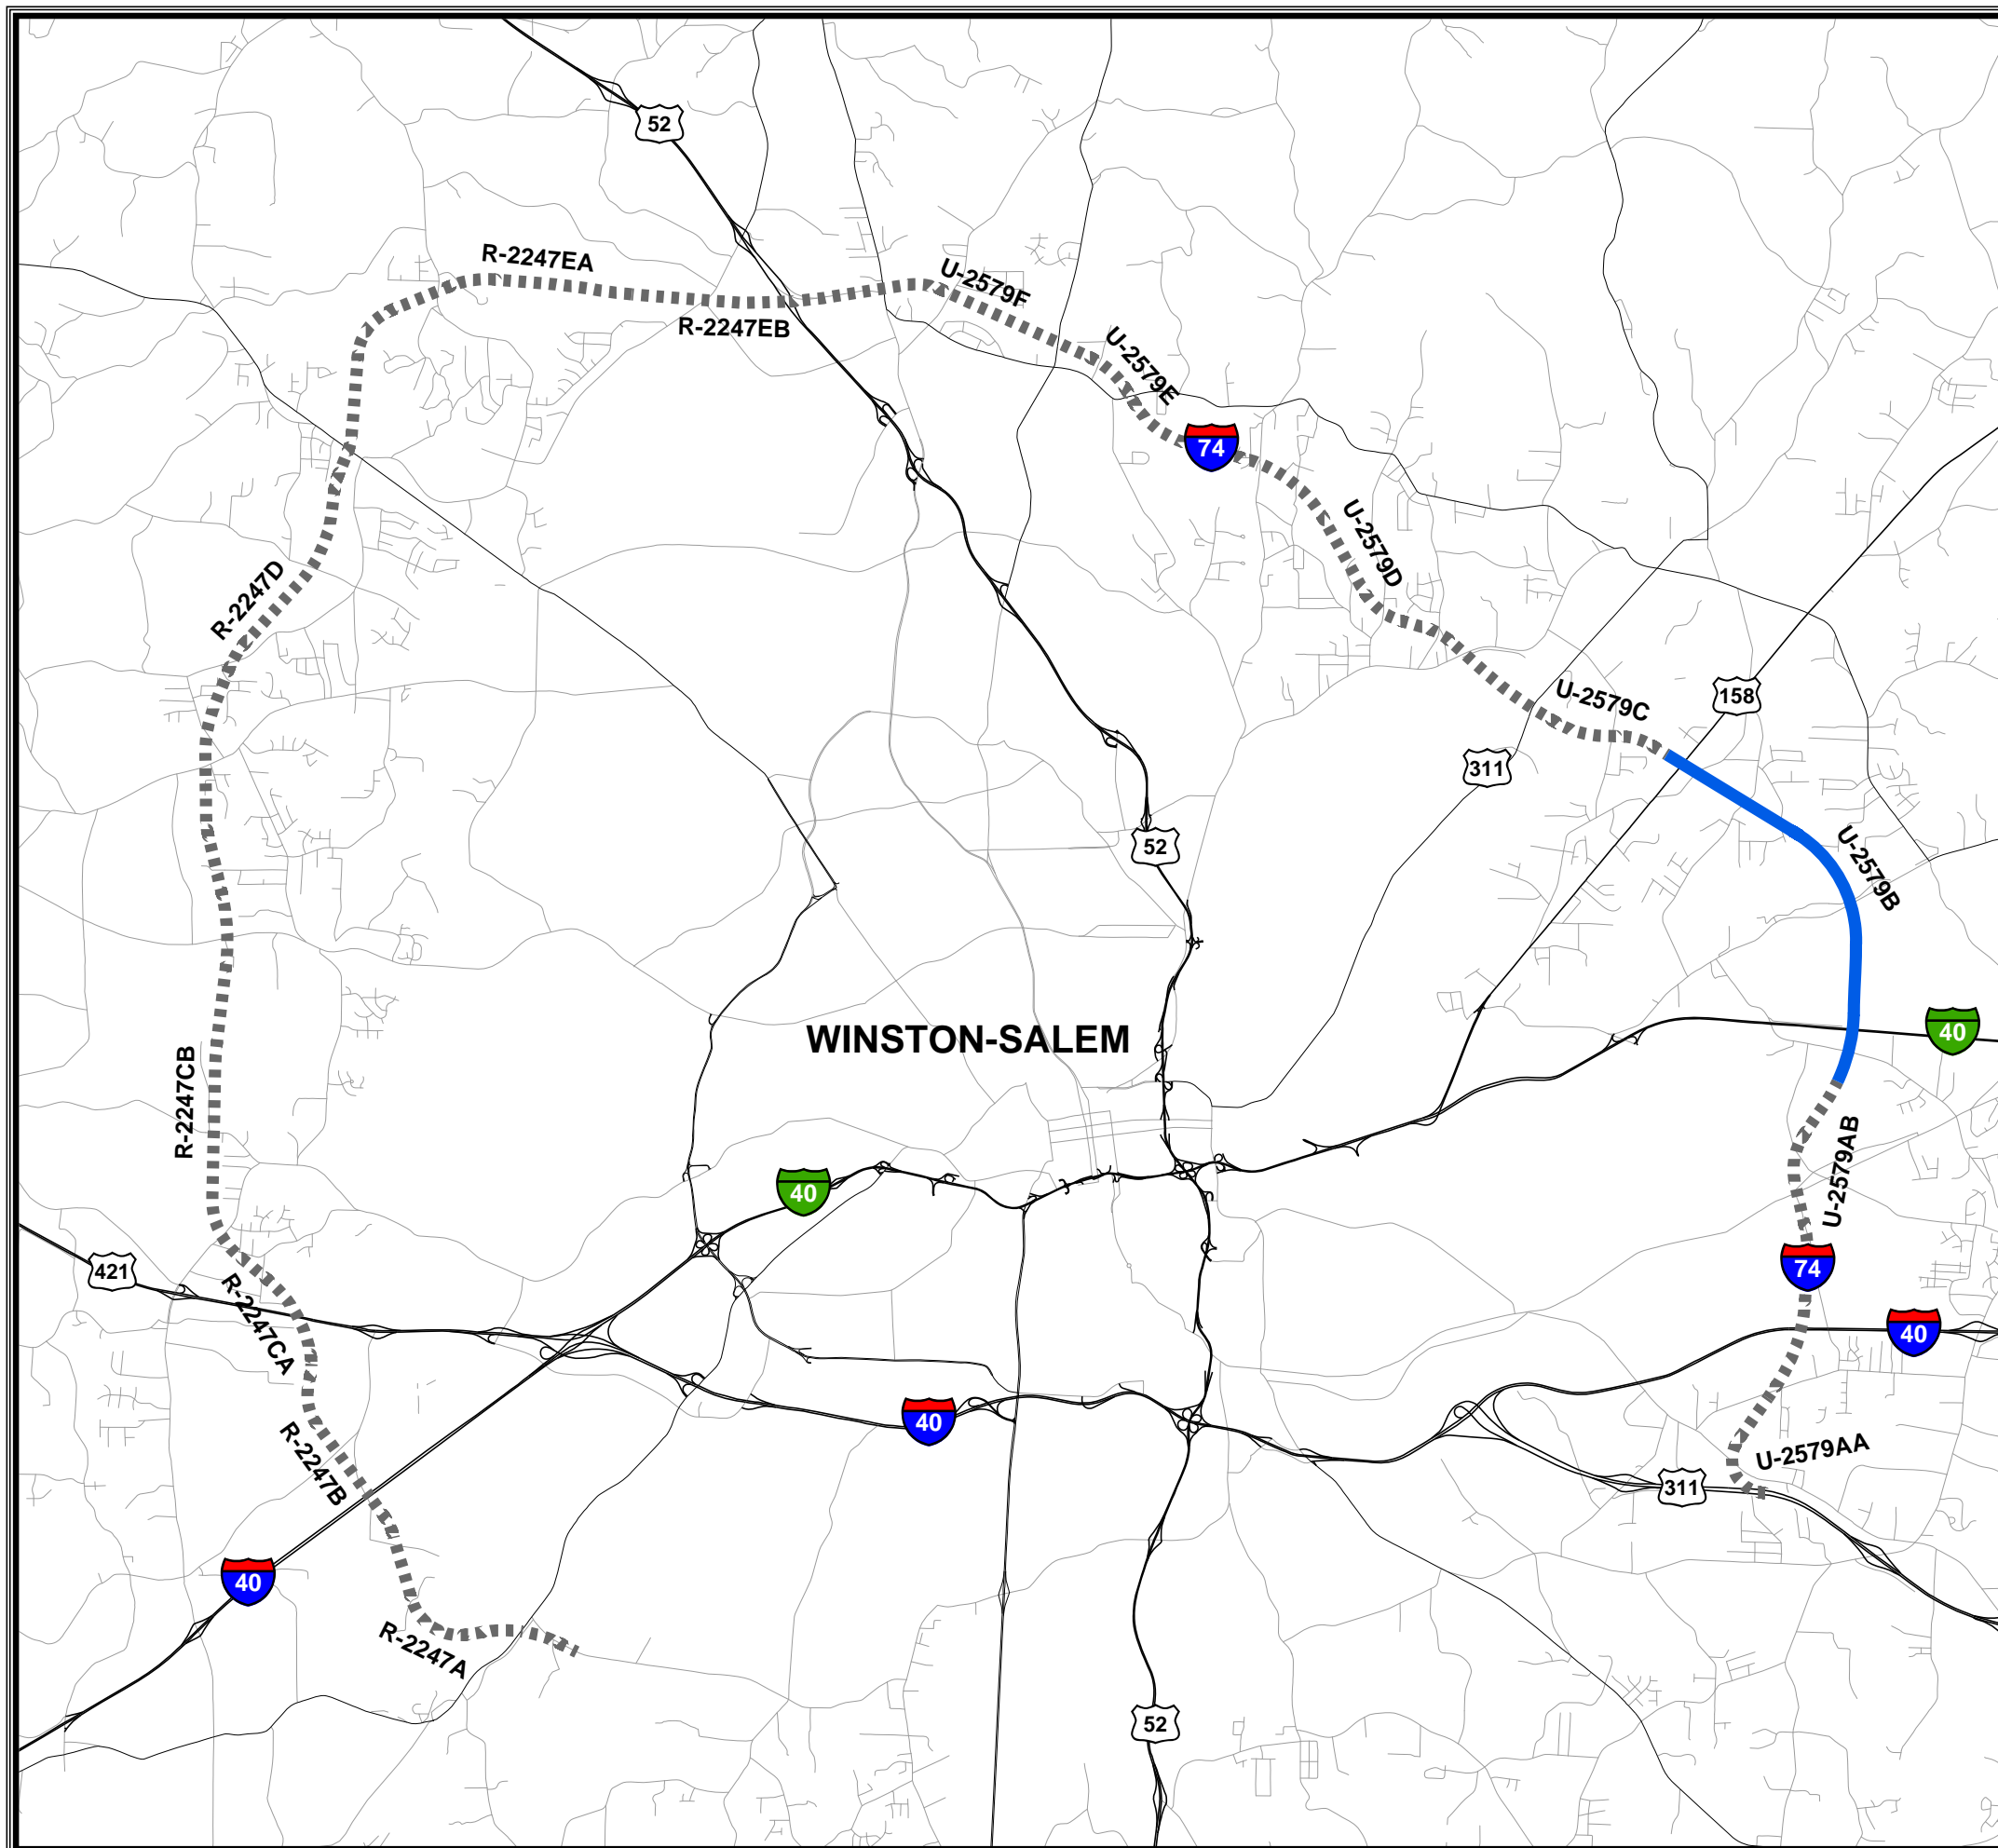 52
R-2247EA
U-2579F
R-2247EB
U-2579E
74
U-2579D
R-2247D
U-2579C
158
311
52
U-2579B
WINSTON-SALEM
40
R-2247CB
U-2579AB
40
421
74
R-2247CA
40
40
U-2579AA
R-2247B
311
40
R-2247A
52